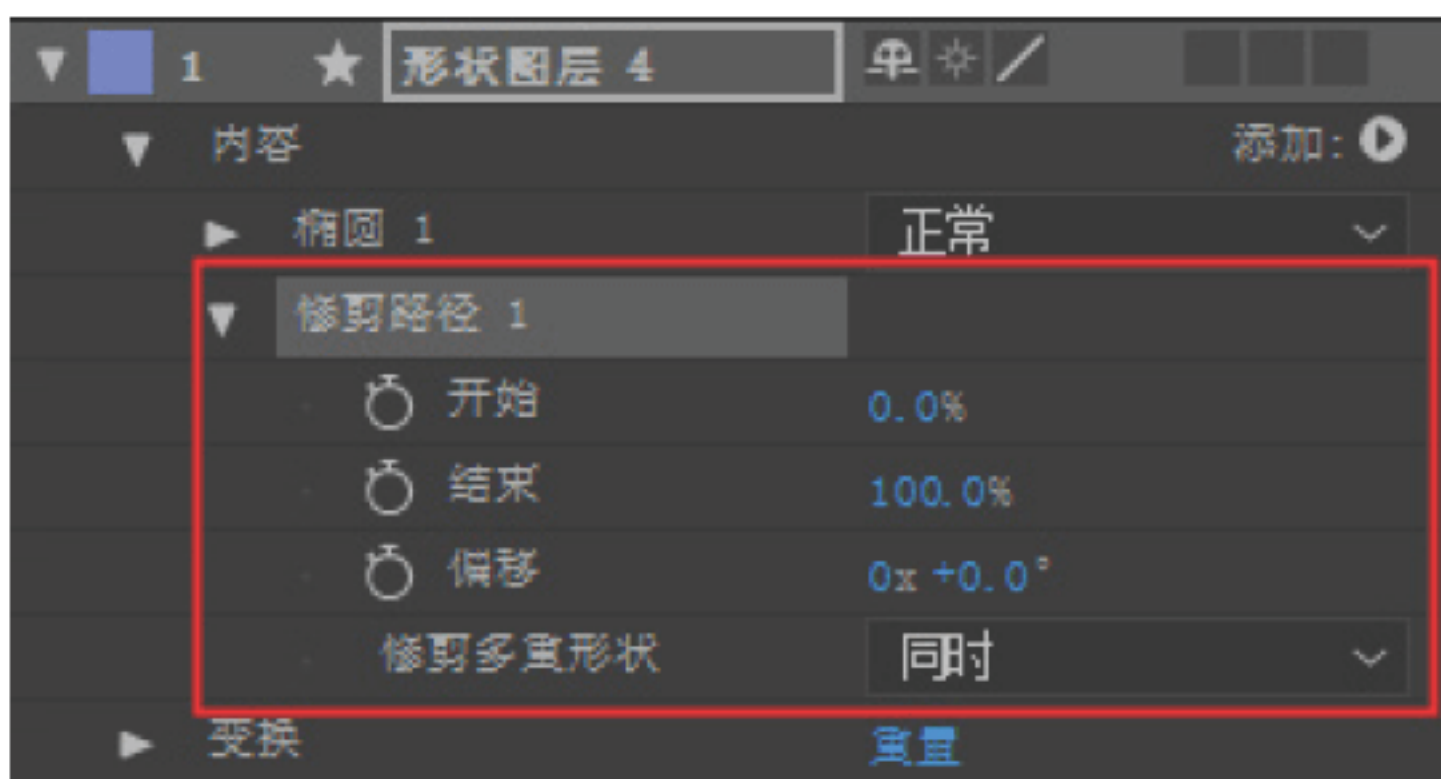 1 形状图层 4
内容 添加:
椭圆 1 正常
修剪路径 1
开始 0.0%
结束 100.0%
偏移 0x +0.0°
修剪多重形状 同时
变换 重置